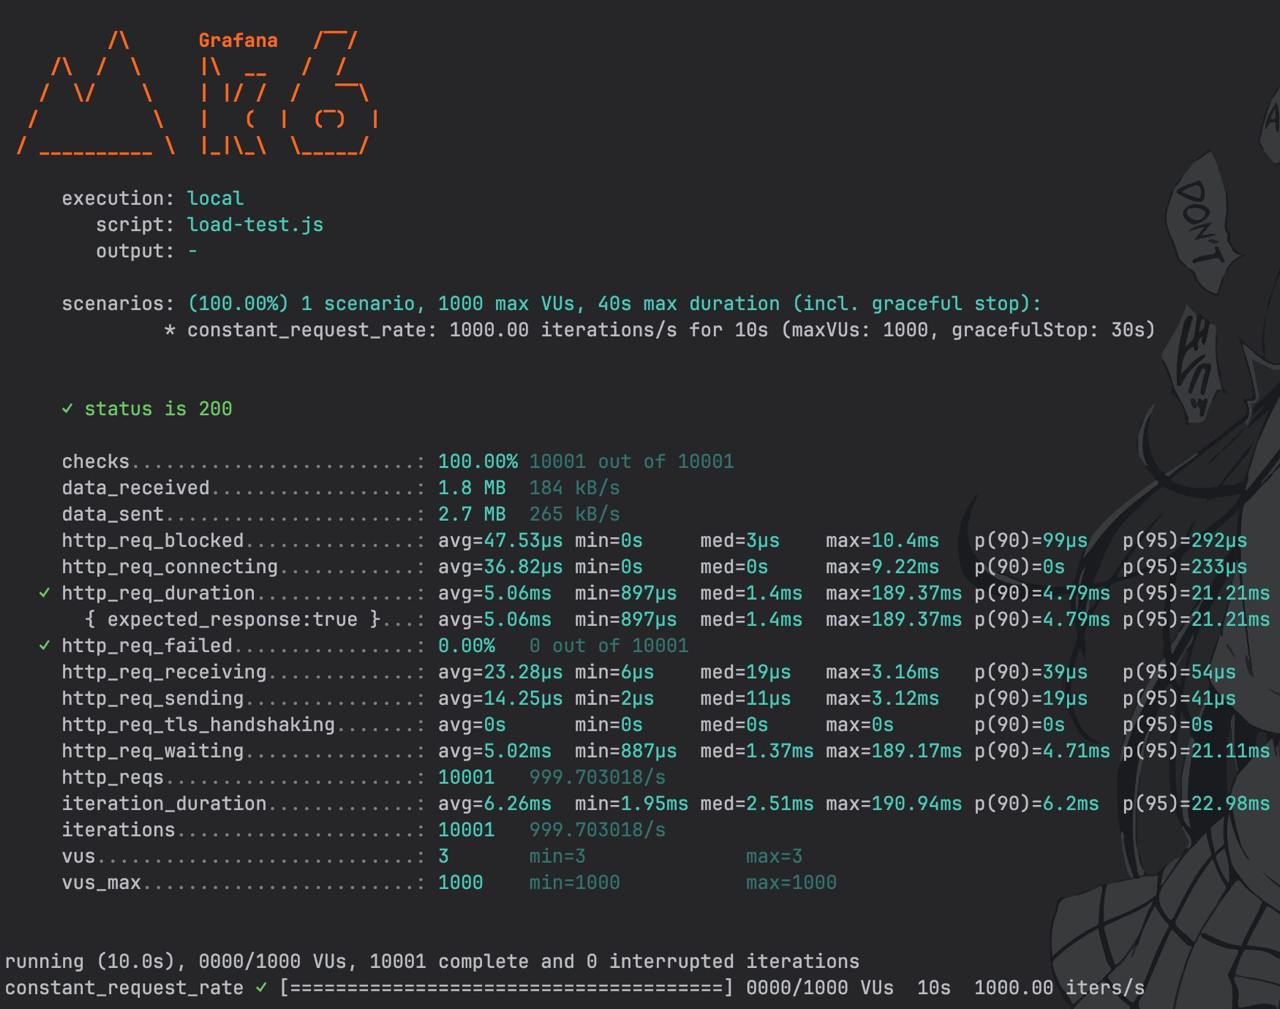 Grafana
execution: local
script: load-test.js
output: -
scenarios: (100.00%) 1 scenario, 1000 max VUs, 40s max duration (incl. graceful stop):
* constant_request_rate: 1000.00 iterations/s for 10s (maxVUs: 1000, gracefulStop: 30s)
✓ status is 200
checks.........................: 100.00% 10001 out of 10001
data_received..................: 1.8 MB 184 kB/s
data_sent......................: 2.7 MB 265 kB/s
http_req_blocked...............: avg=47.53µs min=0s med=3µs max=10.4ms p(90)=99µs p(95)=292µs
http_req_connecting............: avg=36.82µs min=0s med=0s max=9.22ms p(90)=0s p(95)=233µs
✓ http_req_duration..............: avg=5.06ms min=897µs med=1.4ms max=189.37ms p(90)=4.79ms p(95)=21.21ms
{ expected_response:true }...: avg=5.06ms min=897µs med=1.4ms max=189.37ms p(90)=4.79ms p(95)=21.21ms
✓ http_req_failed................: 0.00% 0 out of 10001
http_req_receiving.............: avg=23.28µs min=6µs med=19µs max=3.16ms p(90)=39µs p(95)=54µs
http_req_sending...............: avg=14.25µs min=2µs med=11µs max=3.12ms p(90)=19µs p(95)=41µs
http_req_tls_handshaking.......: avg=0s min=0s med=0s max=0s p(90)=0s p(95)=0s
http_req_waiting...............: avg=5.02ms min=887µs med=1.37ms max=189.17ms p(90)=4.71ms p(95)=21.11ms
http_reqs......................: 10001 999.703018/s
iteration_duration.............: avg=6.26ms min=1.95ms med=2.51ms max=190.94ms p(90)=6.2ms p(95)=22.98ms
iterations.....................: 10001 999.703018/s
vus............................: 3 min=3 max=3
vus_max........................: 1000 min=1000 max=1000
running (10.0s), 0000/1000 VUs, 10001 complete and 0 interrupted iterations
constant_request_rate ✓ [======================================] 0000/1000 VUs 10s 1000.00 iters/s
DON'T